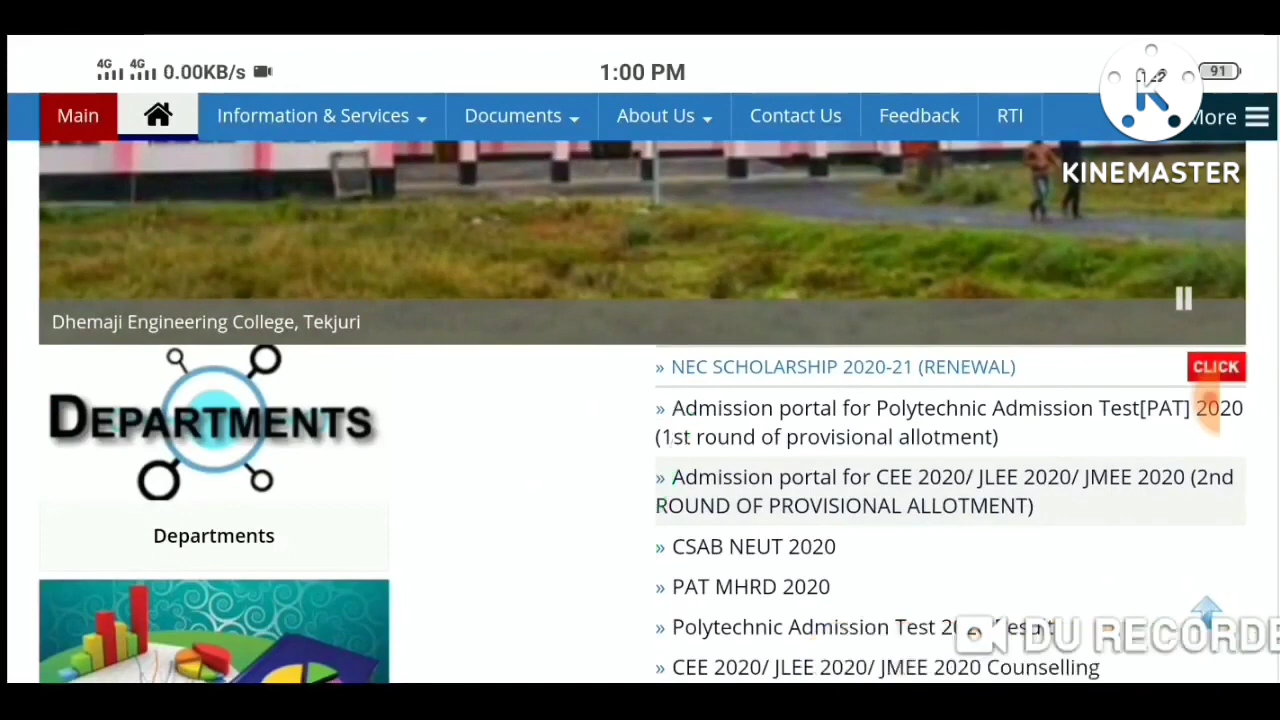 4G 4G 0.00KB/s 1:00 PM 91
Main Information & Services Documents About Us Contact Us Feedback RTI More
K
KINEMASTER
Dhemaji Engineering College, Tekjuri
DEPARTMENTS
Departments
» NEC SCHOLARSHIP 2020-21 (RENEWAL) CLICK
» Admission portal for Polytechnic Admission Test[PAT] 2020
(1st round of provisional allotment)
» Admission portal for CEE 2020/ JLEE 2020/ JMEE 2020 (2nd
ROUND OF PROVISIONAL ALLOTMENT)
» CSAB NEUT 2020
» PAT MHRD 2020
» Polytechnic Admission Test 2020 Result
DU RECORDE
» CEE 2020/ JLEE 2020/ JMEE 2020 Counselling